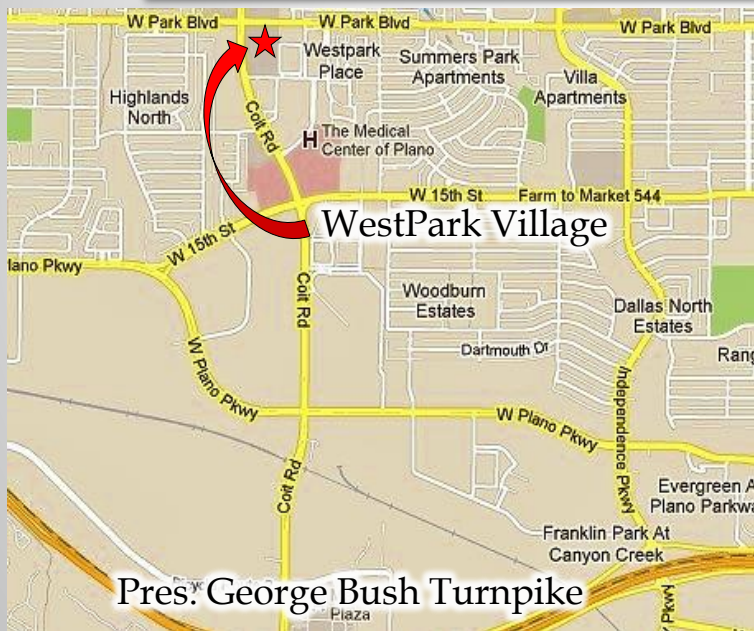 W Park Blvd
W Park Blvd
W Park Blvd
Westpark
Place
Summers Park
Apartments
Villa
Apartments
Highlands
North
Coit Rd
H
The Medical
Center of Plano
W 15th St
Farm to Market 544
WestPark Village
W 15th St
lano Pkwy
Coit Rd
Woodburn
Estates
Dallas North
Estates
Dartmouth Dr
Rang
W Plano Pkwy
Independence Pkwy
W Plano Pkwy
Coit Rd
Evergreen A
Plano Parkwa
Franklin Park At
Canyon Creek
Pres. George Bush Turnpike
Plaza
Pkwy